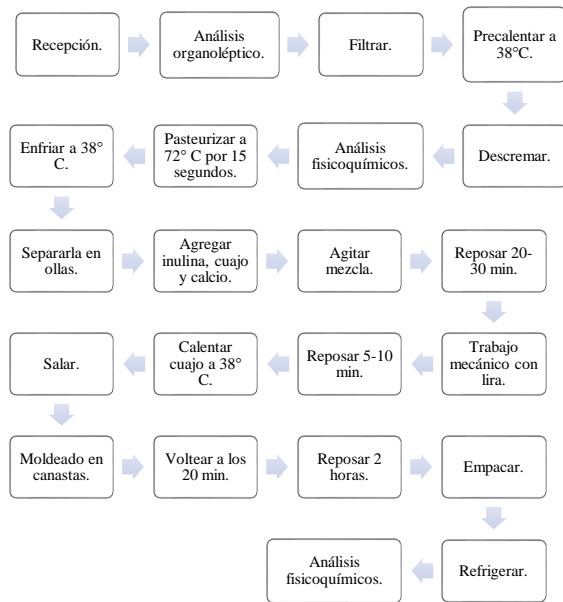 Recepción.
Análisis
organoléptico.
Filtrar.
Precalentar a
38°C.
Descremar.
Análisis
fisicoquímicos.
Pasteurizar a
72° C por 15
segundos.
Enfriar a 38°
C.
Separarla en
ollas.
Agregar
inulina, cuajo
y calcio.
Agitar
mezcla.
Reposar 20-
30 min.
Trabajo
mecánico con
lira.
Reposar 5-10
min.
Calentar
cuajo a 38°
C.
Salar.
Moldeado en
canastas.
Voltear a los
20 min.
Reposar 2
horas.
Empacar.
Refrigerar.
Análisis
fisicoquímicos.